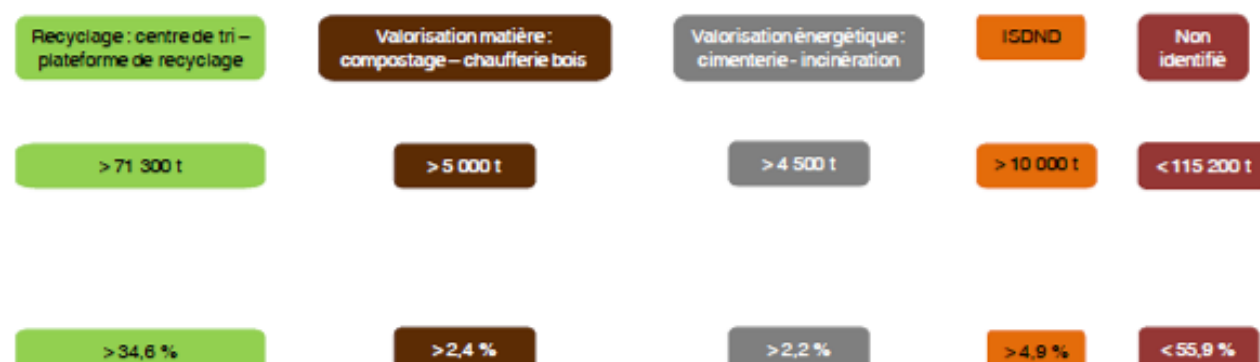 Recyclage : centre de tri –
plateforme de recyclage
Valorisation matière :
compostage – chaufferie bois
Valorisation énergétique :
cimenterie - incinération
ISDND
Non
identifié
> 71 300 t
> 5 000 t
> 4 500 t
> 10 000 t
< 115 200 t
> 34,6 %
> 2,4 %
> 2,2 %
> 4,9 %
< 55,9 %